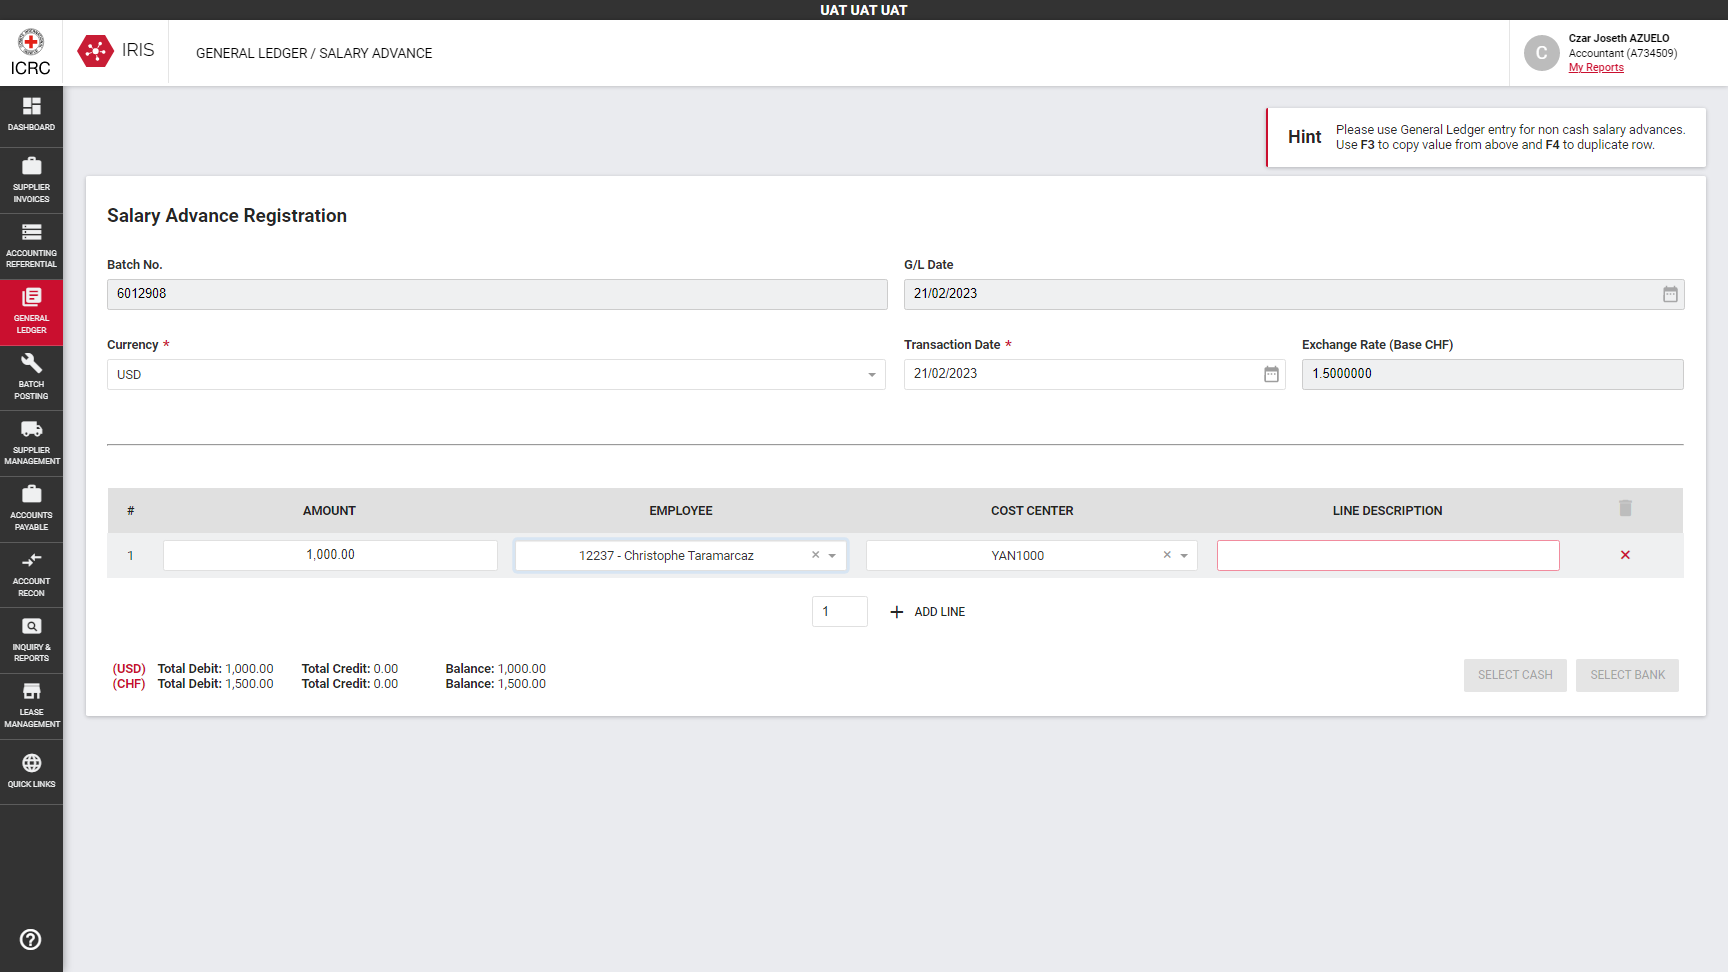 UAT UAT UAT
ICRC
IRIS
GENERAL LEDGER / SALARY ADVANCE
C
Czar Joseth AZUELO
Accountant (A734509)
My Reports
DASHBOARD
SUPPLIER
INVOICES
ACCOUNTING
REFERENTIAL
GENERAL
LEDGER
BATCH
POSTING
SUPPLIER
MANAGEMENT
ACCOUNTS
PAYABLE
ACCOUNT
RECON
INQUIRY &
REPORTS
LEASE
MANAGEMENT
QUICK LINKS
Hint
Please use General Ledger entry for non cash salary advances.
Use F3 to copy value from above and F4 to duplicate row.
Salary Advance Registration
Batch No.
6012908
G/L Date
21/02/2023
Currency *
USD
Transaction Date *
21/02/2023
Exchange Rate (Base CHF)
1.5000000
# AMOUNT EMPLOYEE COST CENTER LINE DESCRIPTION
1 1,000.00 12237 - Christophe Taramarcaz × YAN1000 ×
1 + ADD LINE
(USD) Total Debit: 1,000.00 Total Credit: 0.00 Balance: 1,000.00
(CHF) Total Debit: 1,500.00 Total Credit: 0.00 Balance: 1,500.00
SELECT CASH
SELECT BANK